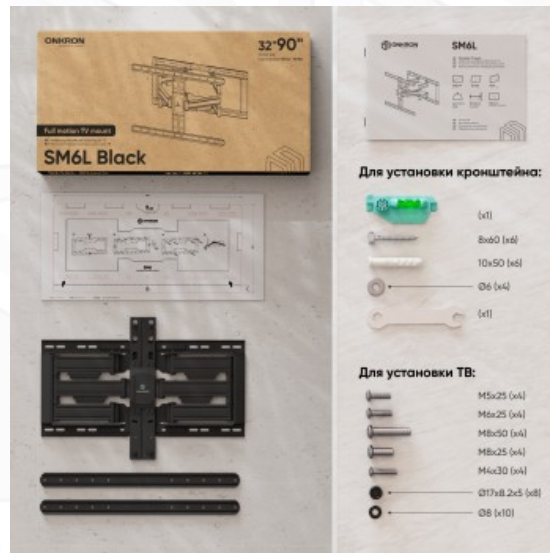 ONKRON
32"90"
Full motion TV mount
SM6L Black
ONKRON
SM6L
Для установки кронштейна:
(x1)
8x60 (x6)
10x50 (x6)
Ø6 (x4)
(x1)
Для установки ТВ:
M5x25 (x4)
M6x25 (x4)
M8x50 (x4)
M8x25 (x4)
M4x30 (x4)
Ø17x8.2x5 (x8)
Ø8 (x10)